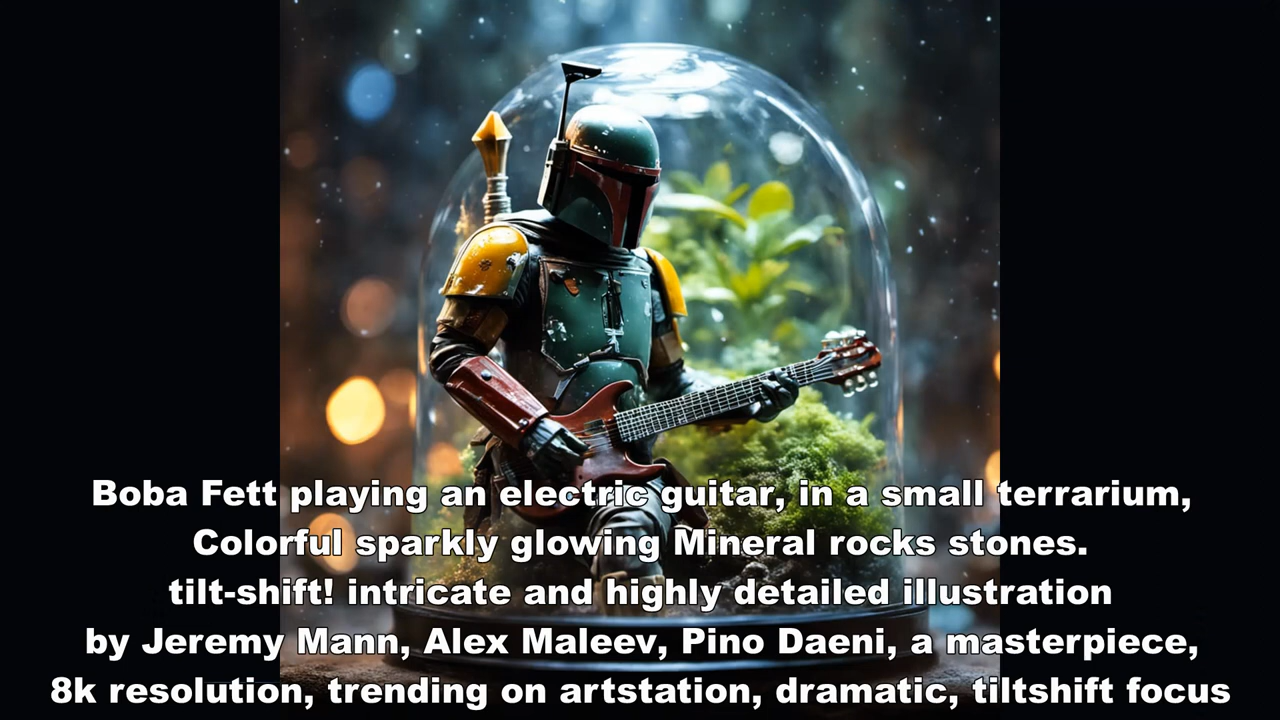 Boba Fett playing an electric guitar, in a small terrarium,
Colorful sparkly glowing Mineral rocks stones.
tilt-shift! intricate and highly detailed illustration
by Jeremy Mann, Alex Maleev, Pino Daeni, a masterpiece,
8k resolution, trending on artstation, dramatic, tiltshift focus